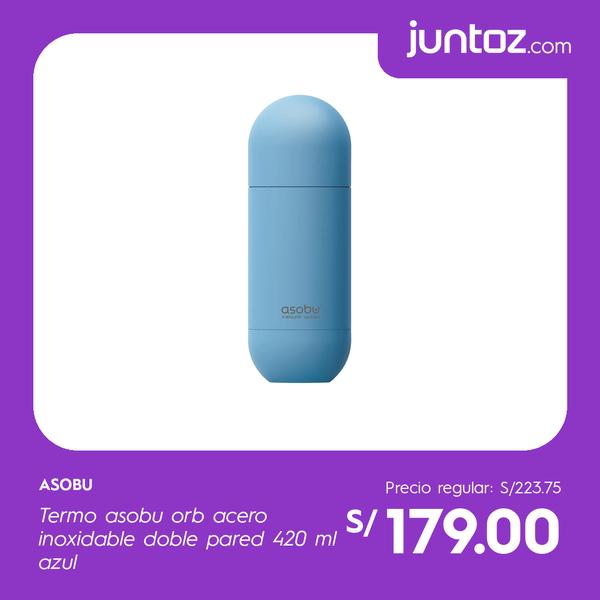 juntoz.com
asobu
ASOBU
Termo asobu orb acero
inoxidable doble pared 420 ml
azul
Precio regular: S/223.75
S/179.00